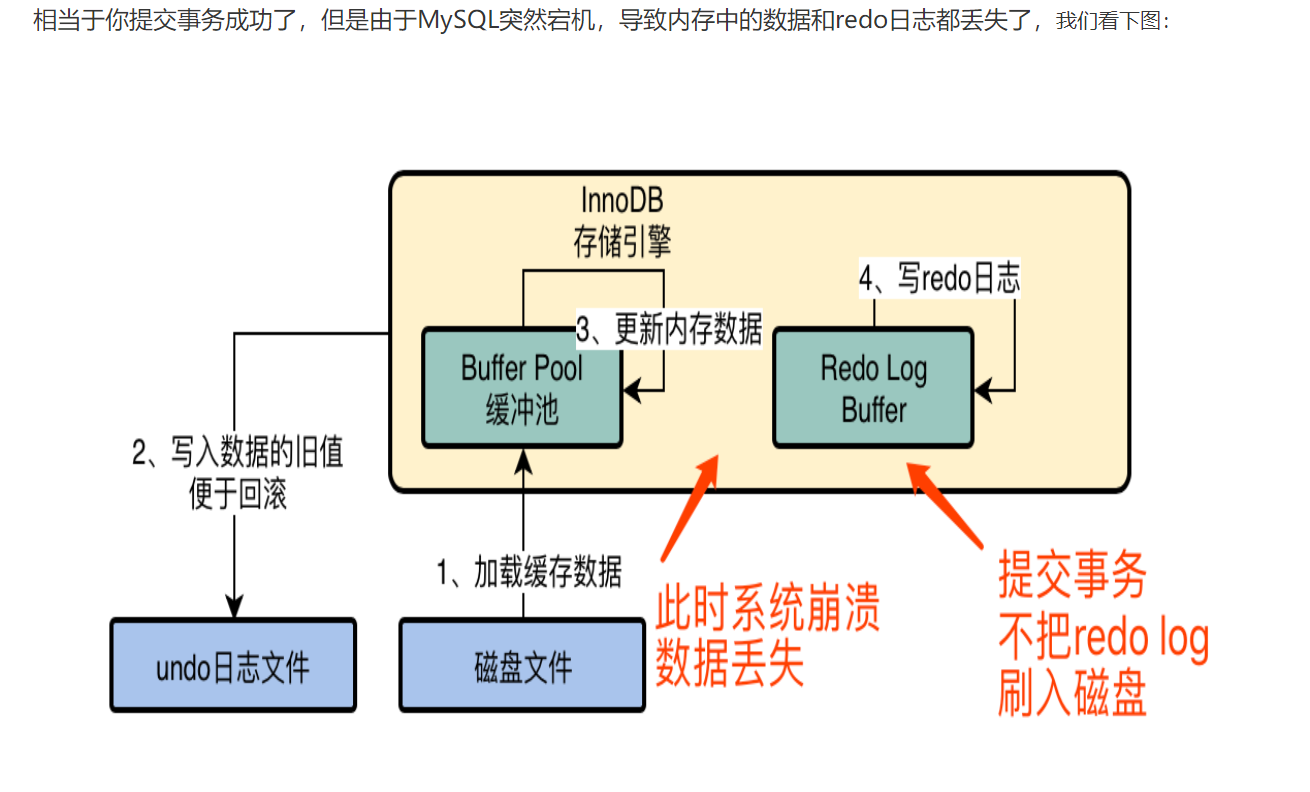 相当于你提交事务成功了，但是由于MySQL突然宕机，导致内存中的数据和redo日志都丢失了，我们看下图：
InnoDB
存储引擎
4、写redo日志
3、更新内存数据
Buffer Pool
缓冲池
Redo Log
Buffer
2、写入数据的旧值
便于回滚
1、加载缓存数据
此时系统崩溃
数据丢失
提交事务
不把redo log
刷入磁盘
undo日志文件
磁盘文件